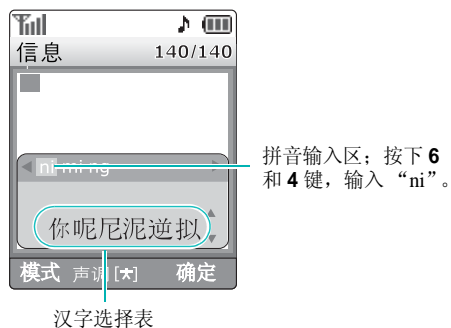 信息 140/140
ni mi ng
你呢尼泥逆拟
模式 声调[★] 确定
拼音输入区；按下 6
和 4 键，输入 “ni”。
汉字选择表